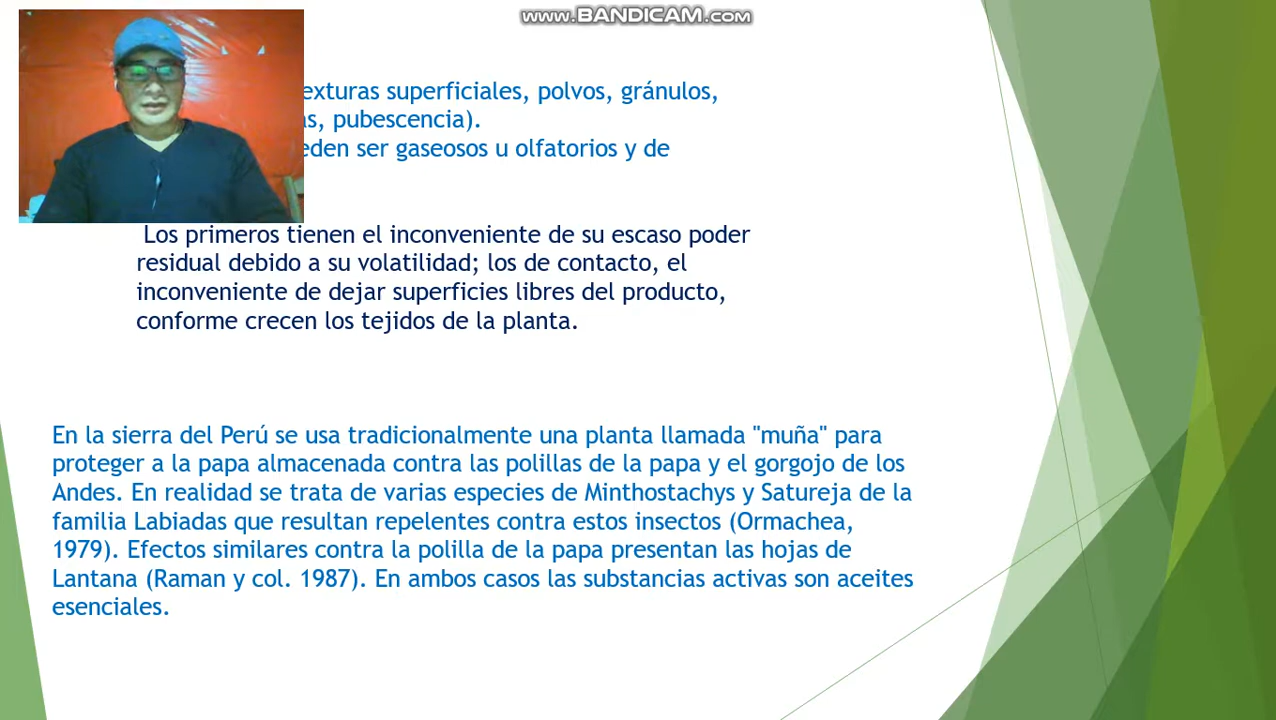 www.BANDICAM.com
exturas superficiales, polvos, gránulos,
s, pubescencia).
eden ser gaseosos u olfatorios y de
Los primeros tienen el inconveniente de su escaso poder
residual debido a su volatilidad; los de contacto, el
inconveniente de dejar superficies libres del producto,
conforme crecen los tejidos de la planta.
En la sierra del Perú se usa tradicionalmente una planta llamada "muña" para
proteger a la papa almacenada contra las polillas de la papa y el gorgojo de los
Andes. En realidad se trata de varias especies de Minthostachys y Satureja de la
familia Labiadas que resultan repelentes contra estos insectos (Ormachea,
1979). Efectos similares contra la polilla de la papa presentan las hojas de
Lantana (Raman y col. 1987). En ambos casos las substancias activas son aceites
esenciales.